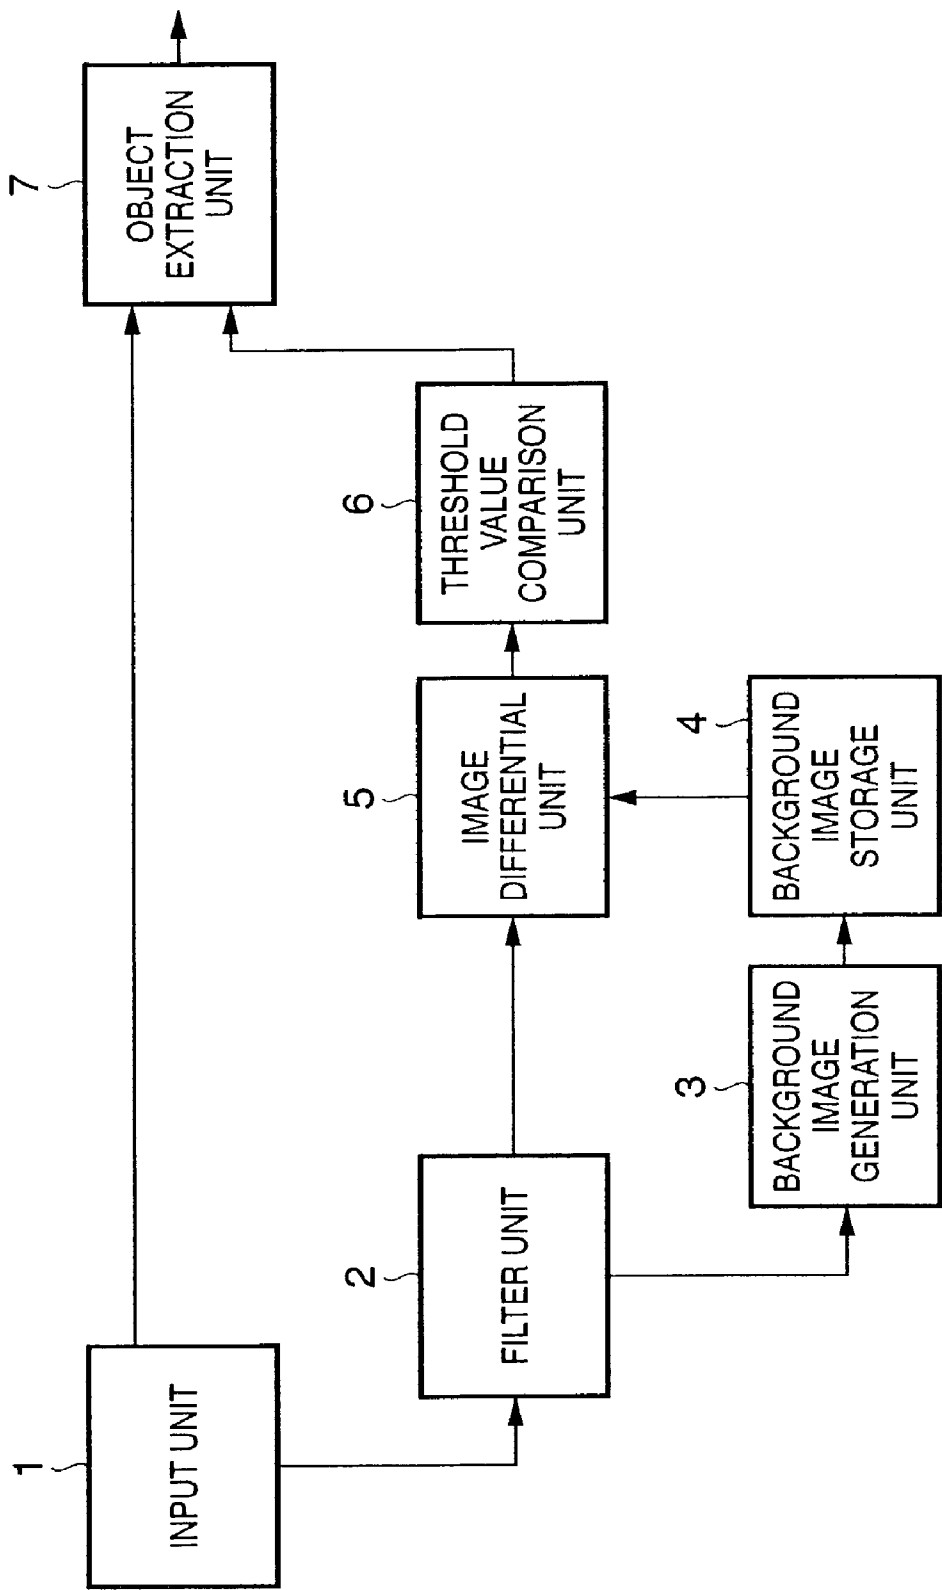 1
INPUT UNIT
2
FILTER UNIT
3
BACKGROUND
IMAGE
GENERATION
UNIT
4
BACKGROUND
IMAGE
STORAGE
UNIT
5
IMAGE
DIFFERENTIAL
UNIT
6
THRESHOLD
VALUE
COMPARISON
UNIT
7
OBJECT
EXTRACTION
UNIT